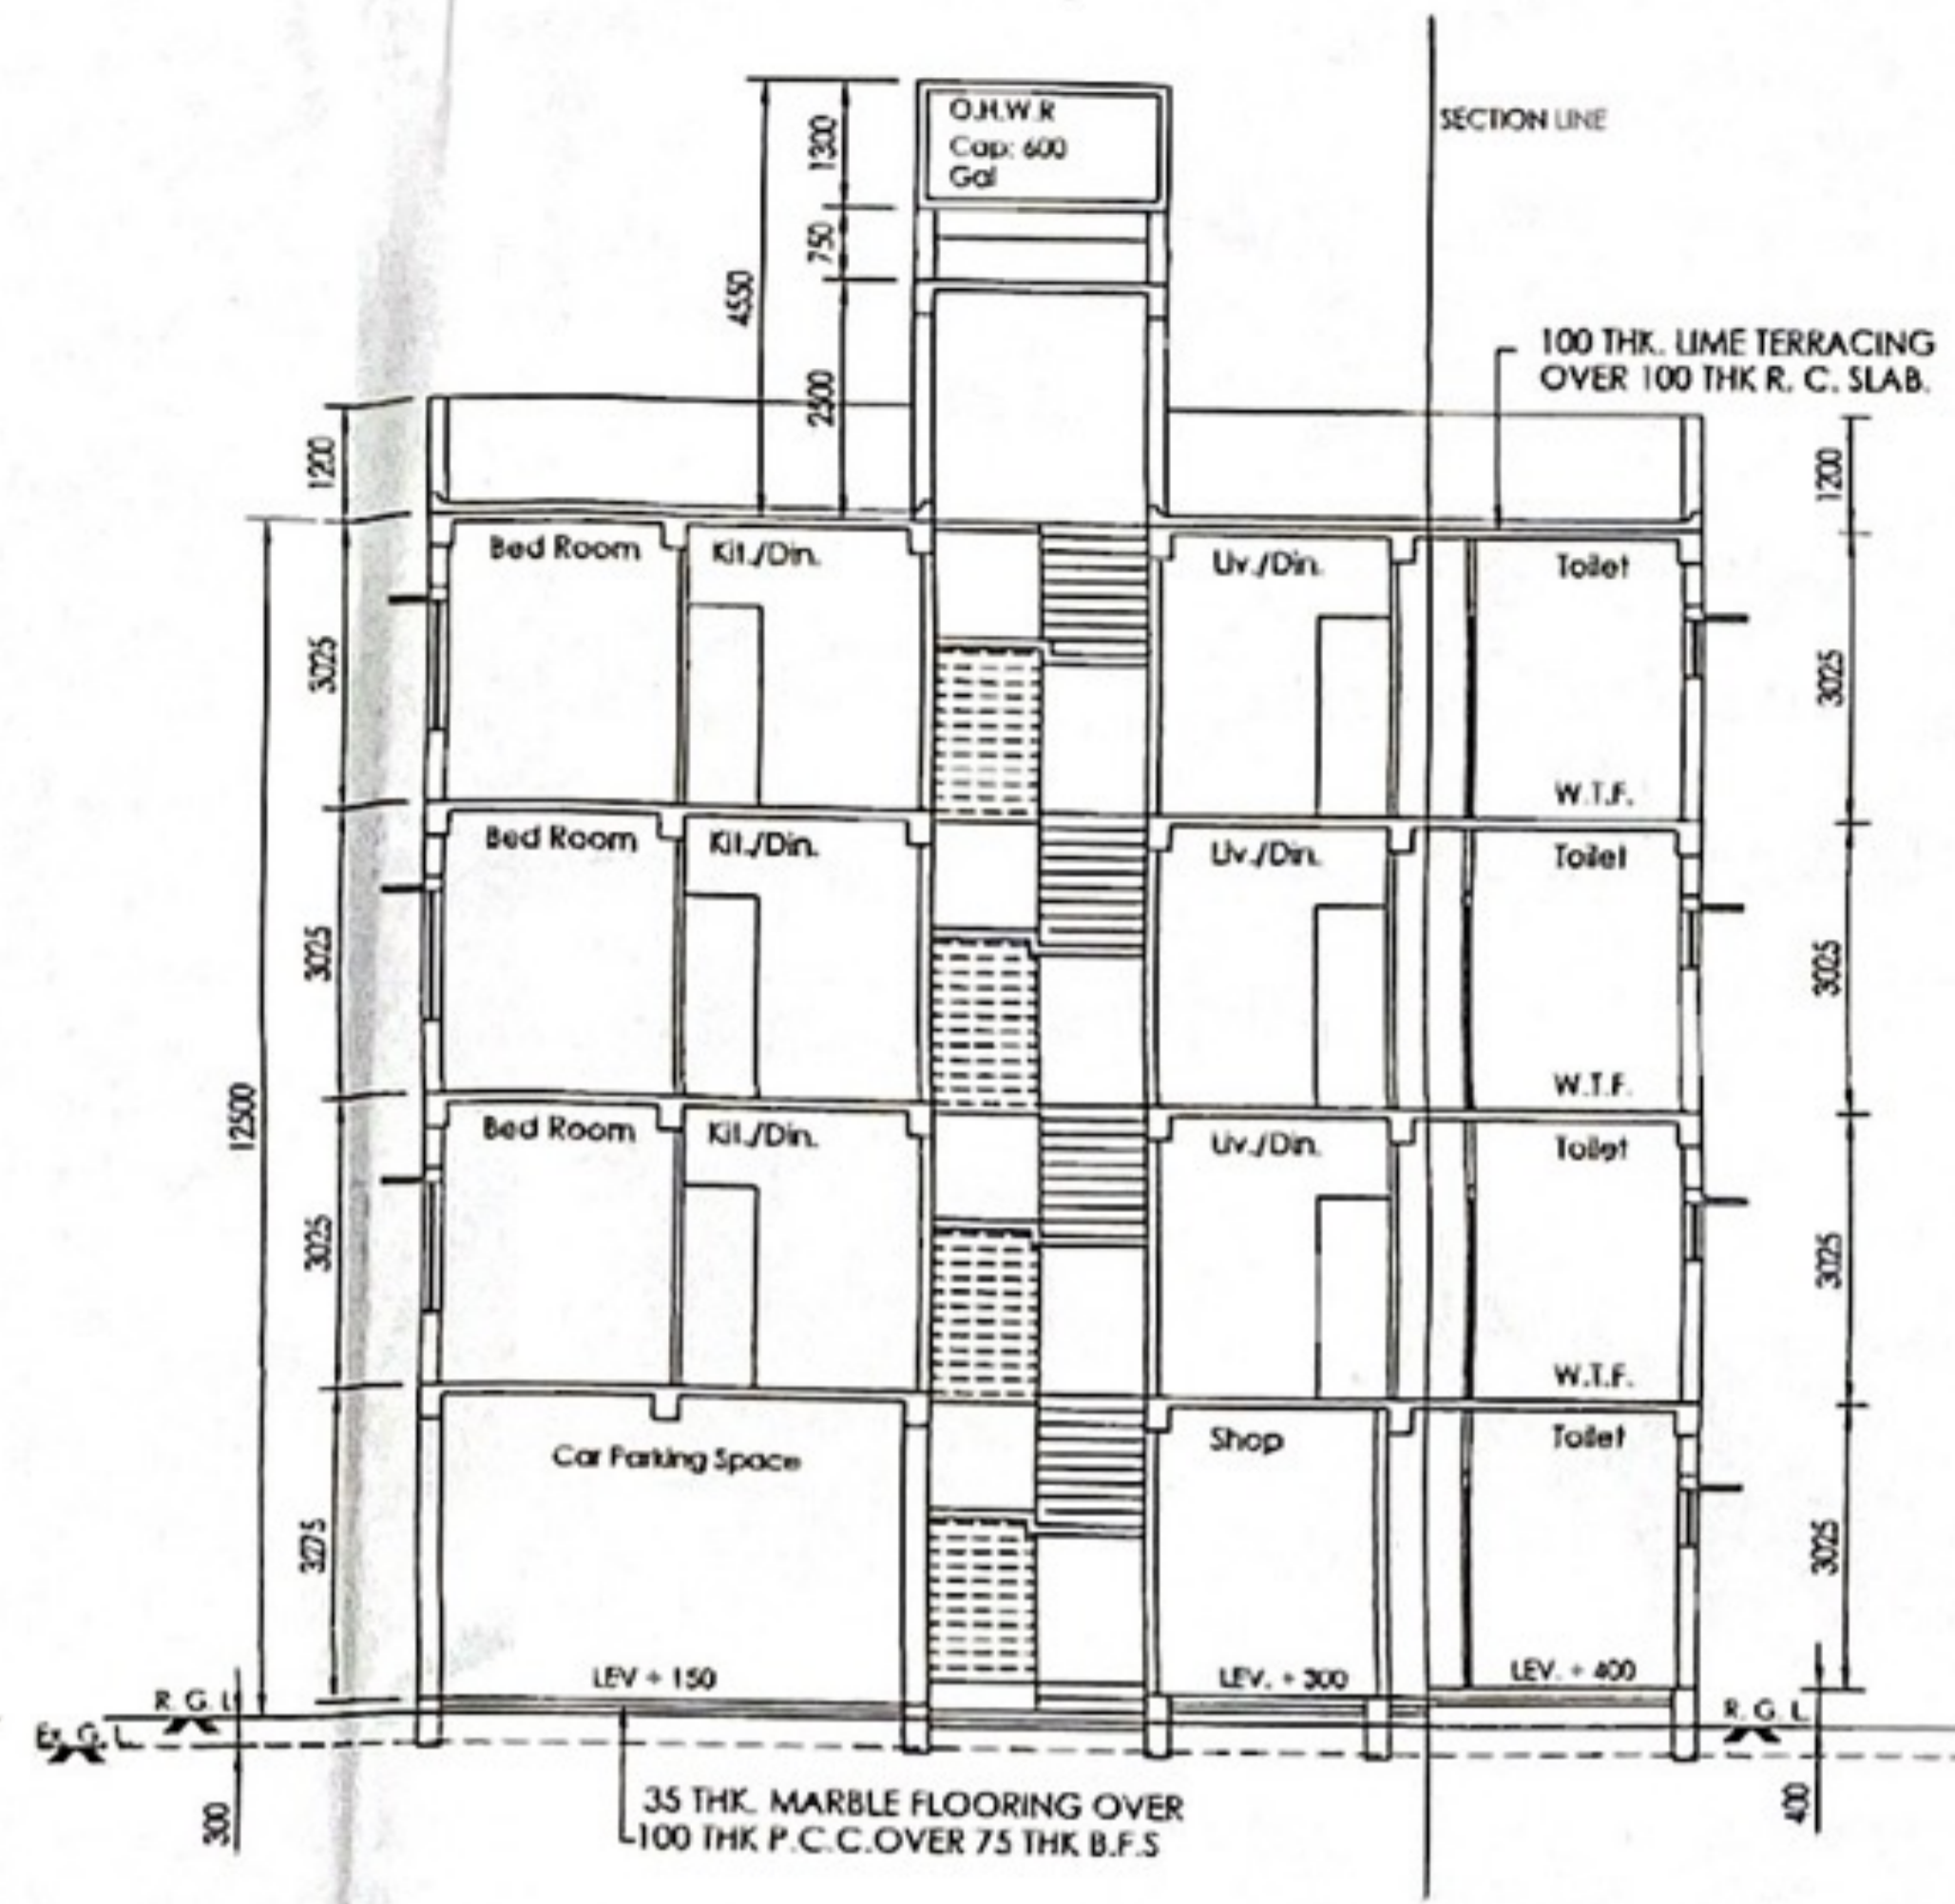 O.H.W.R
Cap: 600
Gal
SECTION LINE
1300
750
4550
2500
100 THK. LIME TERRACING
OVER 100 THK R. C. SLAB.
1200
1200
Bed Room
Kit./Din.
Liv./Din.
Toilet
3025
3025
W.T.F.
Bed Room
Kit./Din.
Liv./Din.
Toilet
3025
3025
W.T.F.
12500
Bed Room
Kit./Din.
Liv./Din.
Toilet
3025
3025
W.T.F.
Car Parking Space
Shop
Toilet
3275
3025
LEV + 150
LEV. + 300
LEV. + 400
R. G. L
R. G. L.
Ex. G. L.
300
400
35 THK. MARBLE FLOORING OVER
100 THK P.C.C.OVER 75 THK B.F.S